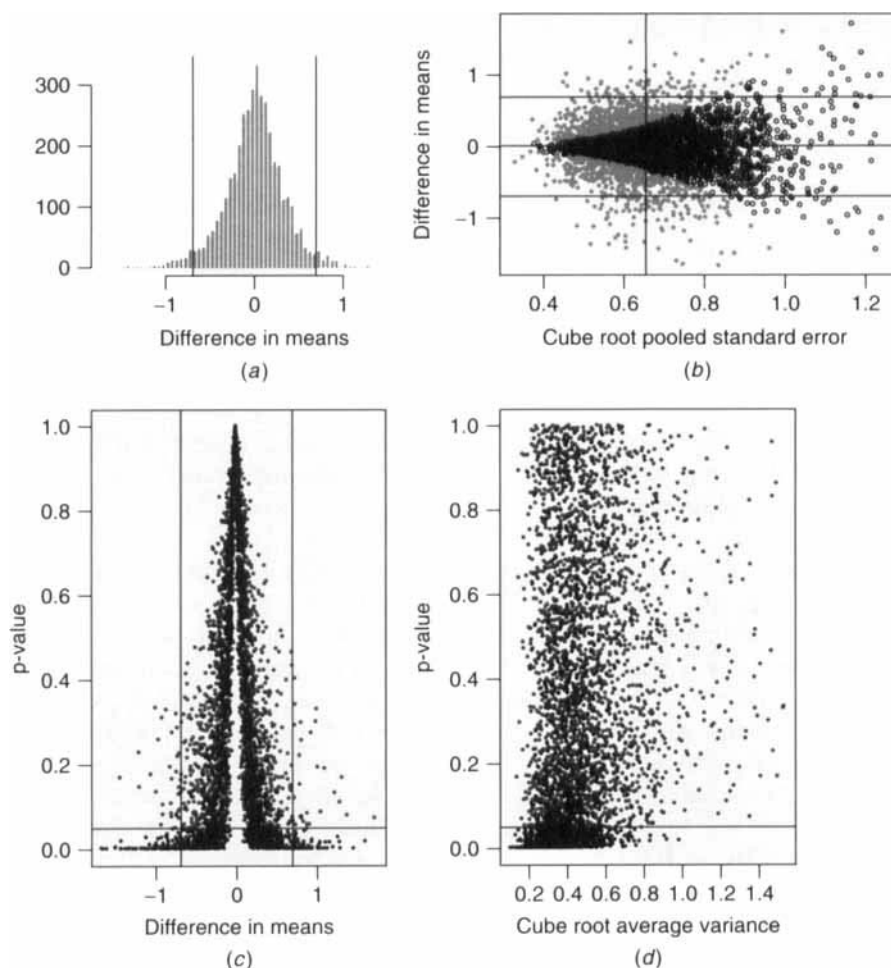 300
200
100
0
−1 0 1
Difference in means
(a)
Difference in means
1
0
−1
0.4 0.6 0.8 1.0 1.2
Cube root pooled standard error
(b)
p-value
1.0
0.8
0.6
0.4
0.2
0.0
−1 0 1
Difference in means
(c)
p-value
1.0
0.8
0.6
0.4
0.2
0.0
0.2 0.4 0.6 0.8 1.0 1.2 1.4
Cube root average variance
(d)